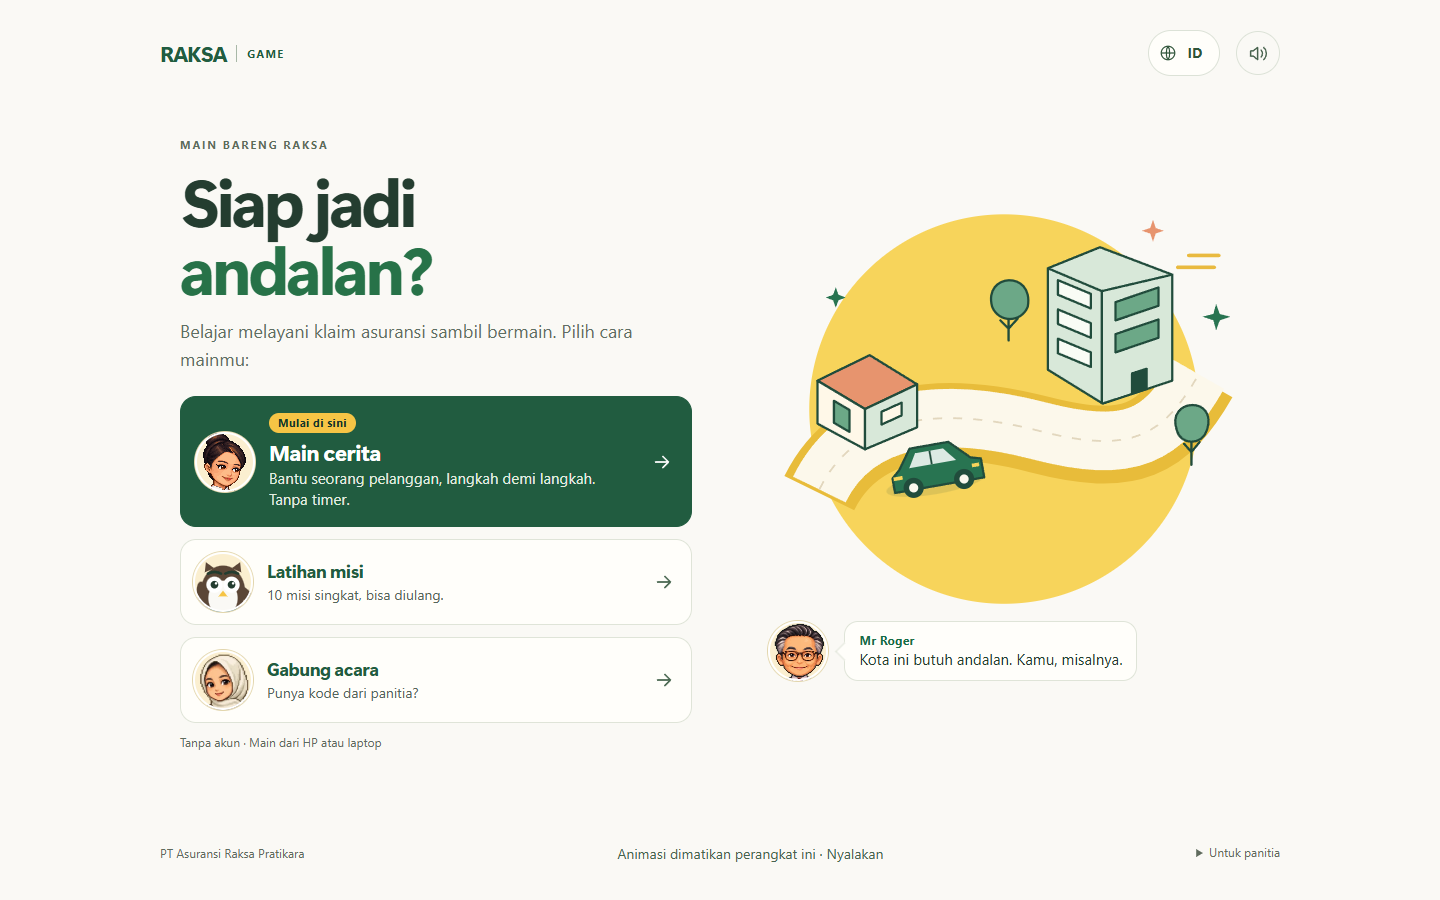 RAKSA GAME
ID
MAIN BARENG RAKSA
Siap jadi
andalan?
Belajar melayani klaim asuransi sambil bermain. Pilih cara
mainmu:
Mulai di sini
Main cerita
Bantu seorang pelanggan, langkah demi langkah.
Tanpa timer.
Latihan misi
10 misi singkat, bisa diulang.
Gabung acara
Punya kode dari panitia?
Tanpa akun · Main dari HP atau laptop
Mr Roger
Kota ini butuh andalan. Kamu, misalnya.
PT Asuransi Raksa Pratikara
Animasi dimatikan perangkat ini · Nyalakan
Untuk panitia